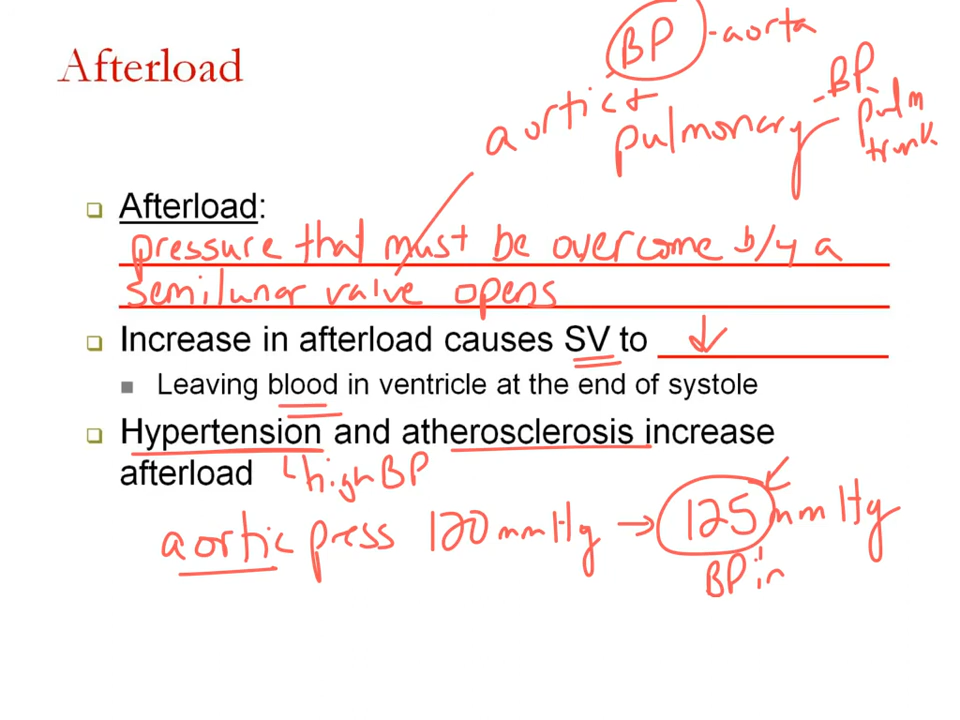 Afterload
BP -aorta
aortic +
pulmonary
-BP
pulm
trunk
Afterload:
pressure that must be overcome b/4 a
semilunar valve opens
Increase in afterload causes SV to ↓
Leaving blood in ventricle at the end of systole
Hypertension and atherosclerosis increase
afterload
high BP
aortic press 120 mmHg → 125 mmHg
BP in